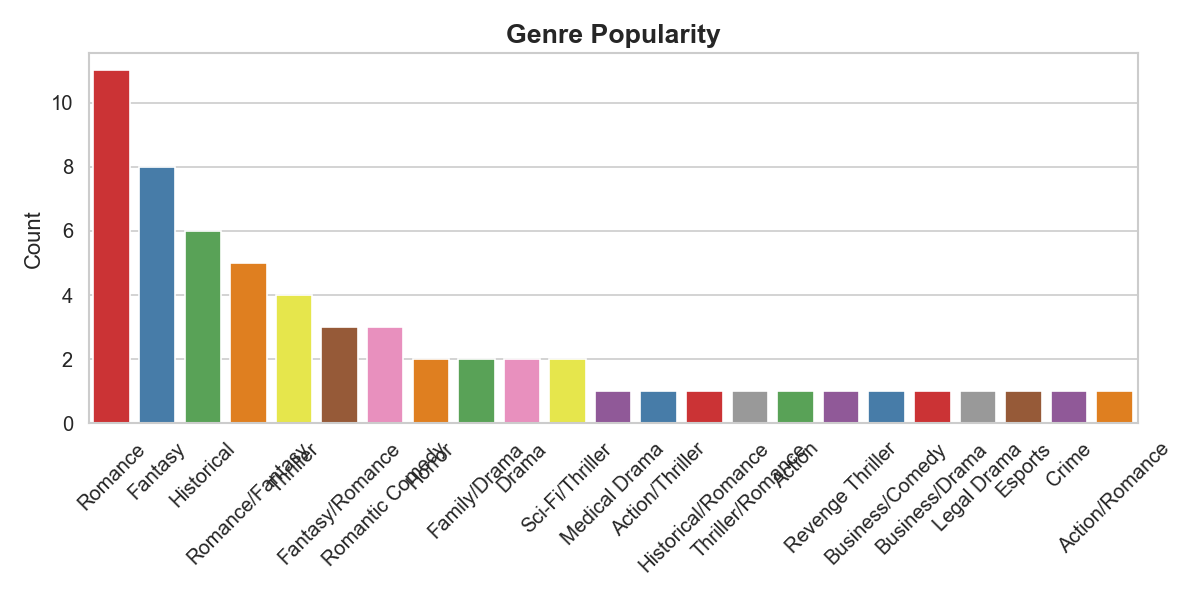 Genre Popularity
Count
10
8
6
4
2
0
Romance
Fantasy
Historical
Romance/Fantasy
Thriller
Fantasy/Romance
Romantic Comedy
Horror
Family/Drama
Drama
Sci-Fi/Thriller
Medical Drama
Action/Thriller
Historical/Romance
Thriller/Romance
Action
Revenge Thriller
Business/Comedy
Business/Drama
Legal Drama
Esports
Crime
Action/Romance